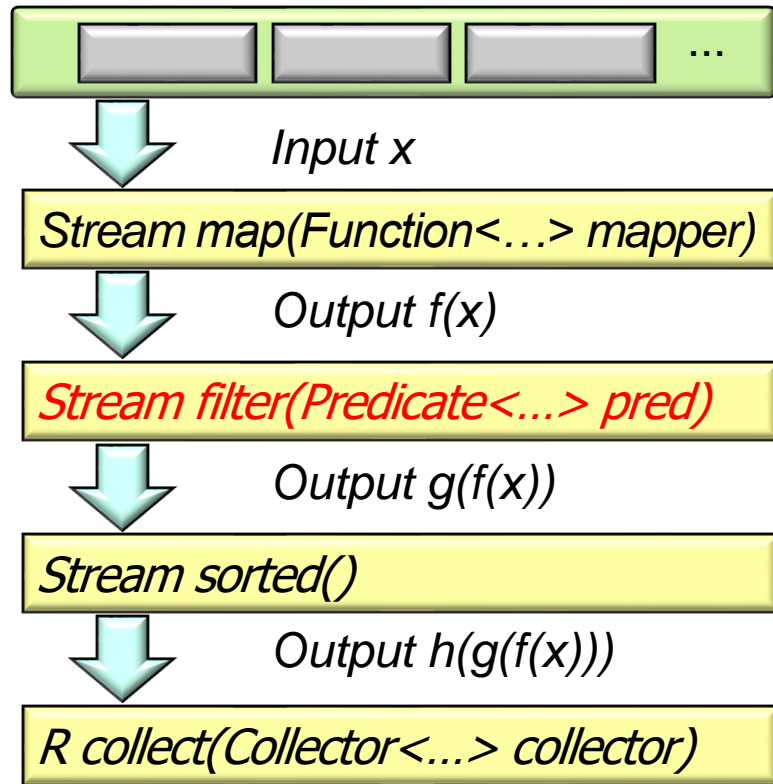 ...
Input x
Stream map(Function<…> mapper)
Output f(x)
Stream filter(Predicate<...> pred)
Output g(f(x))
Stream sorted()
Output h(g(f(x)))
R collect(Collector<...> collector)